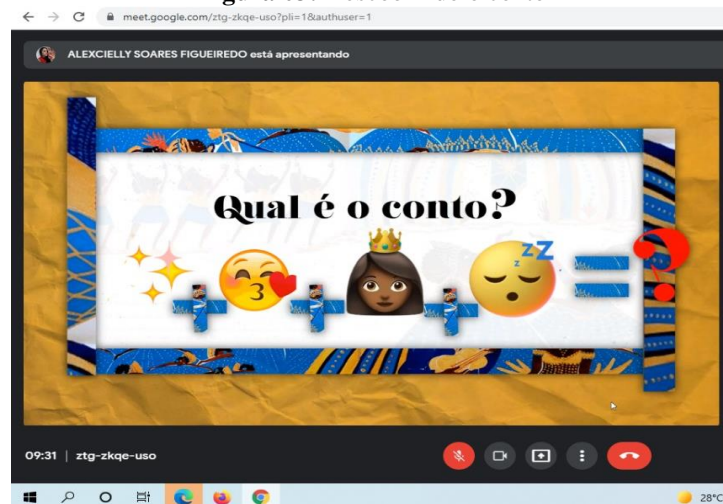 meet.google.com/ztg-zkqe-uso?pli=1&authuser=1
ALEXCIELLY SOARES FIGUEIREDO está apresentando
Qual é o conto?
zZ
+ + + = ?
09:31 | ztg-zkqe-uso
28°C